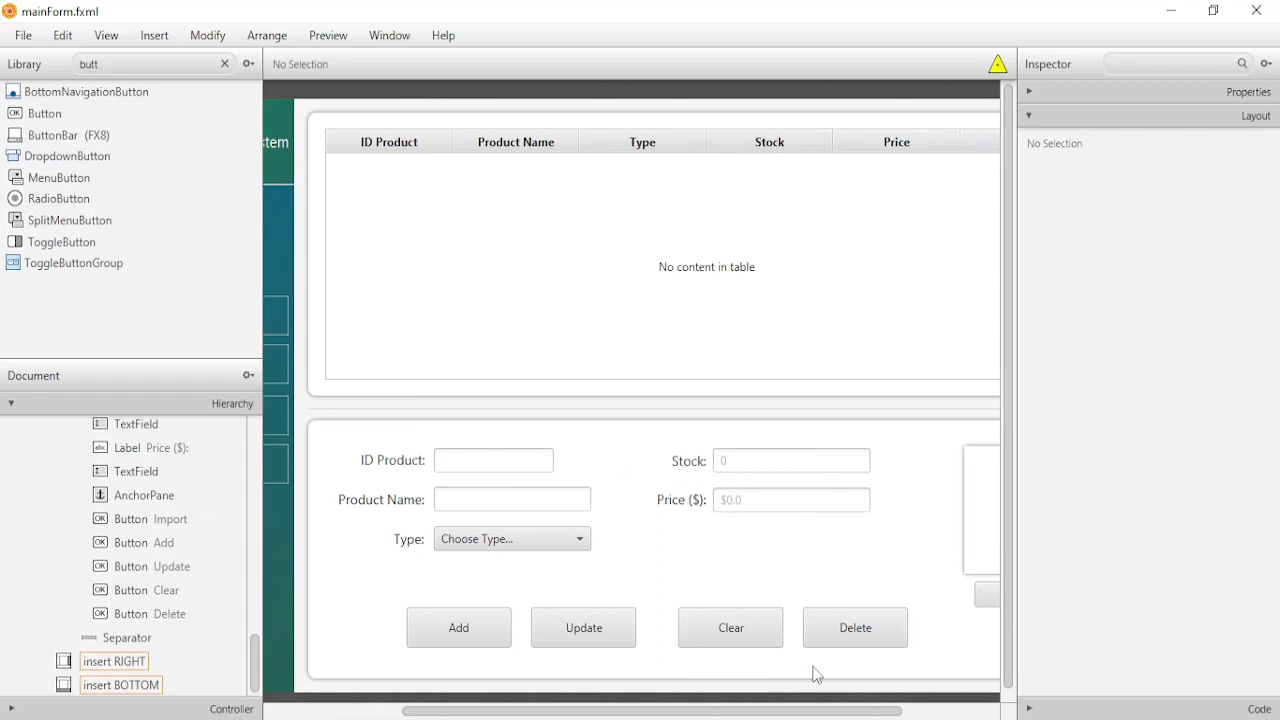 mainForm.fxml
File Edit View Insert Modify Arrange Preview Window Help
Library butt
No Selection
Inspector
BottomNavigationButton
Button
ButtonBar (FX8)
DropdownButton
MenuButton
RadioButton
SplitMenuButton
ToggleButton
ToggleButtonGroup
Properties
Layout
No Selection
stem
ID Product Product Name Type Stock Price
No content in table
Document
Hierarchy
TextField
Label Price ($):
TextField
AnchorPane
Button Import
Button Add
Button Update
Button Clear
Button Delete
Separator
insert RIGHT
insert BOTTOM
Controller
ID Product:
Stock: 0
Product Name:
Price ($): $0.0
Type: Choose Type...
Add Update Clear Delete
Code